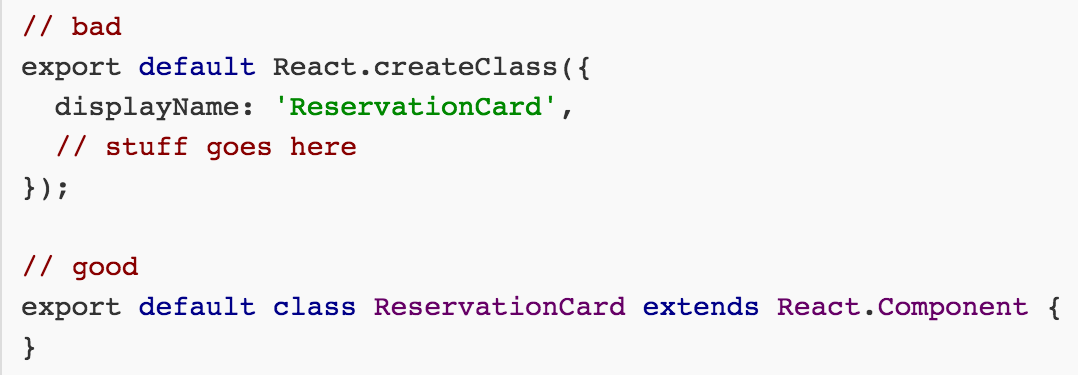 // bad
export default React.createClass({
  displayName: 'ReservationCard',
  // stuff goes here
});

// good
export default class ReservationCard extends React.Component {
}